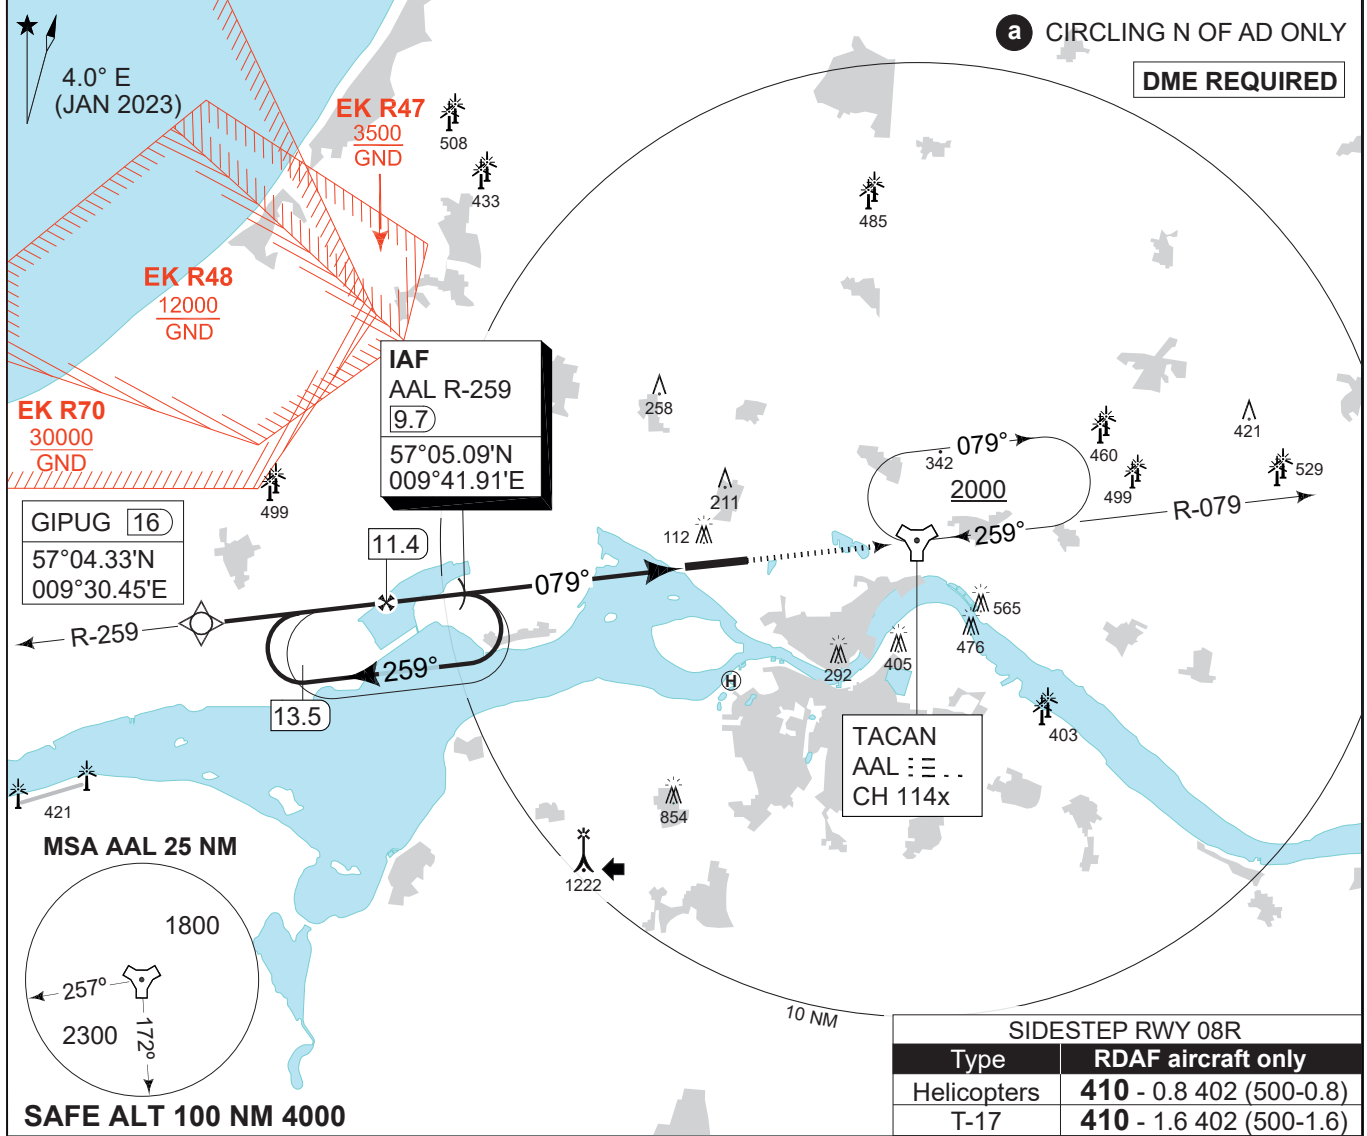 a CIRCLING N OF AD ONLY
DME REQUIRED
4.0° E
(JAN 2023)
EK R47
3500
GND
508
433
485
EK R48
12000
GND
IAF
AAL R-259
9.7
57°05.09'N
009°41.91'E
EK R70
30000
GND
499
258
211
112
342
079°
2000
259°
460
499
421
529
R-079
GIPUG 16
57°04.33'N
009°30.45'E
11.4
079°
R-259
259°
13.5
H
565
476
405
292
403
TACAN
AAL
CH 114x
421
854
1222
MSA AAL 25 NM
1800
257º
2300
172º
SAFE ALT 100 NM 4000
10 NM
SIDESTEP RWY 08R
Type RDAF aircraft only
Helicopters 410 - 0.8 402 (500-0.8)
T-17 410 - 1.6 402 (500-1.6)